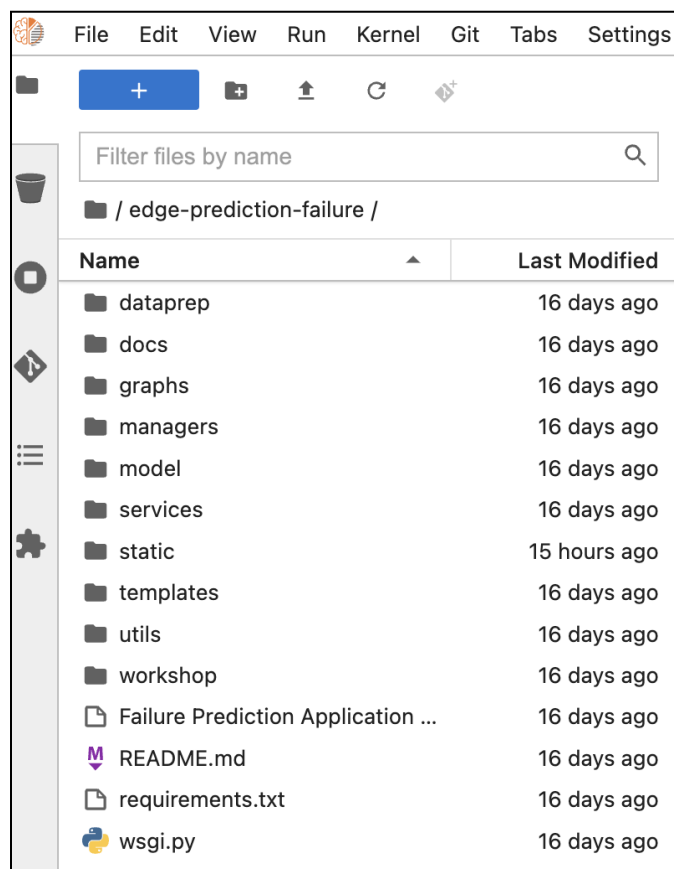 File Edit View Run Kernel Git Tabs Settings
Filter files by name
/ edge-prediction-failure /
Name Last Modified
dataprep 16 days ago
docs 16 days ago
graphs 16 days ago
managers 16 days ago
model 16 days ago
services 16 days ago
static 15 hours ago
templates 16 days ago
utils 16 days ago
workshop 16 days ago
Failure Prediction Application ... 16 days ago
README.md 16 days ago
requirements.txt 16 days ago
wsgi.py 16 days ago